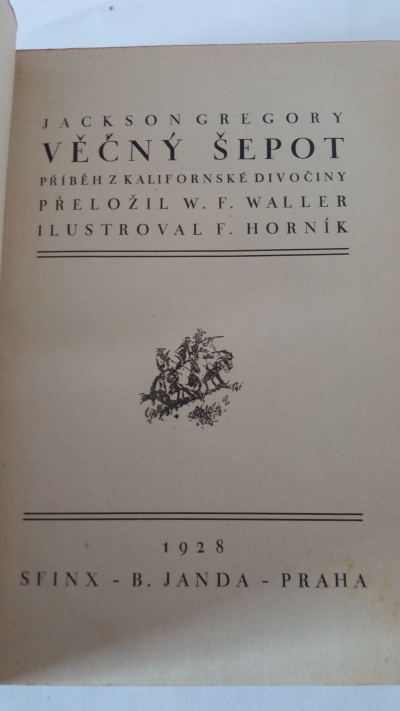 JACKSON GREGORY
VĚČNÝ ŠEPOT
PŘÍBĚH Z KALIFORNSKÉ DIVOČINY
PŘELOŽIL W. F. WALLER
ILUSTROVAL F. HORNÍK
1928
SFINX - B. JANDA - PRAHA